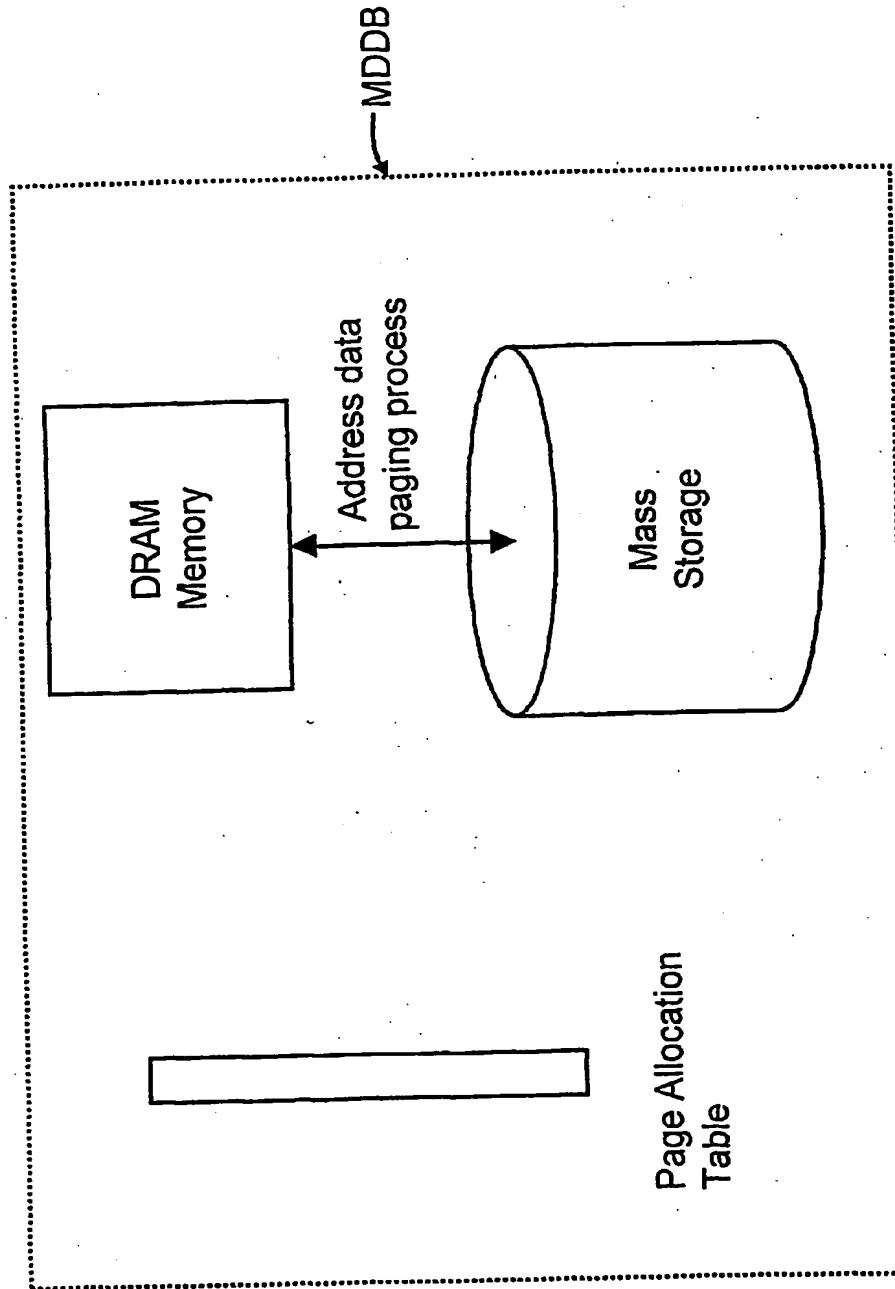 MDDB
DRAM
Memory
Address data
paging process
Mass
Storage
Page Allocation
Table